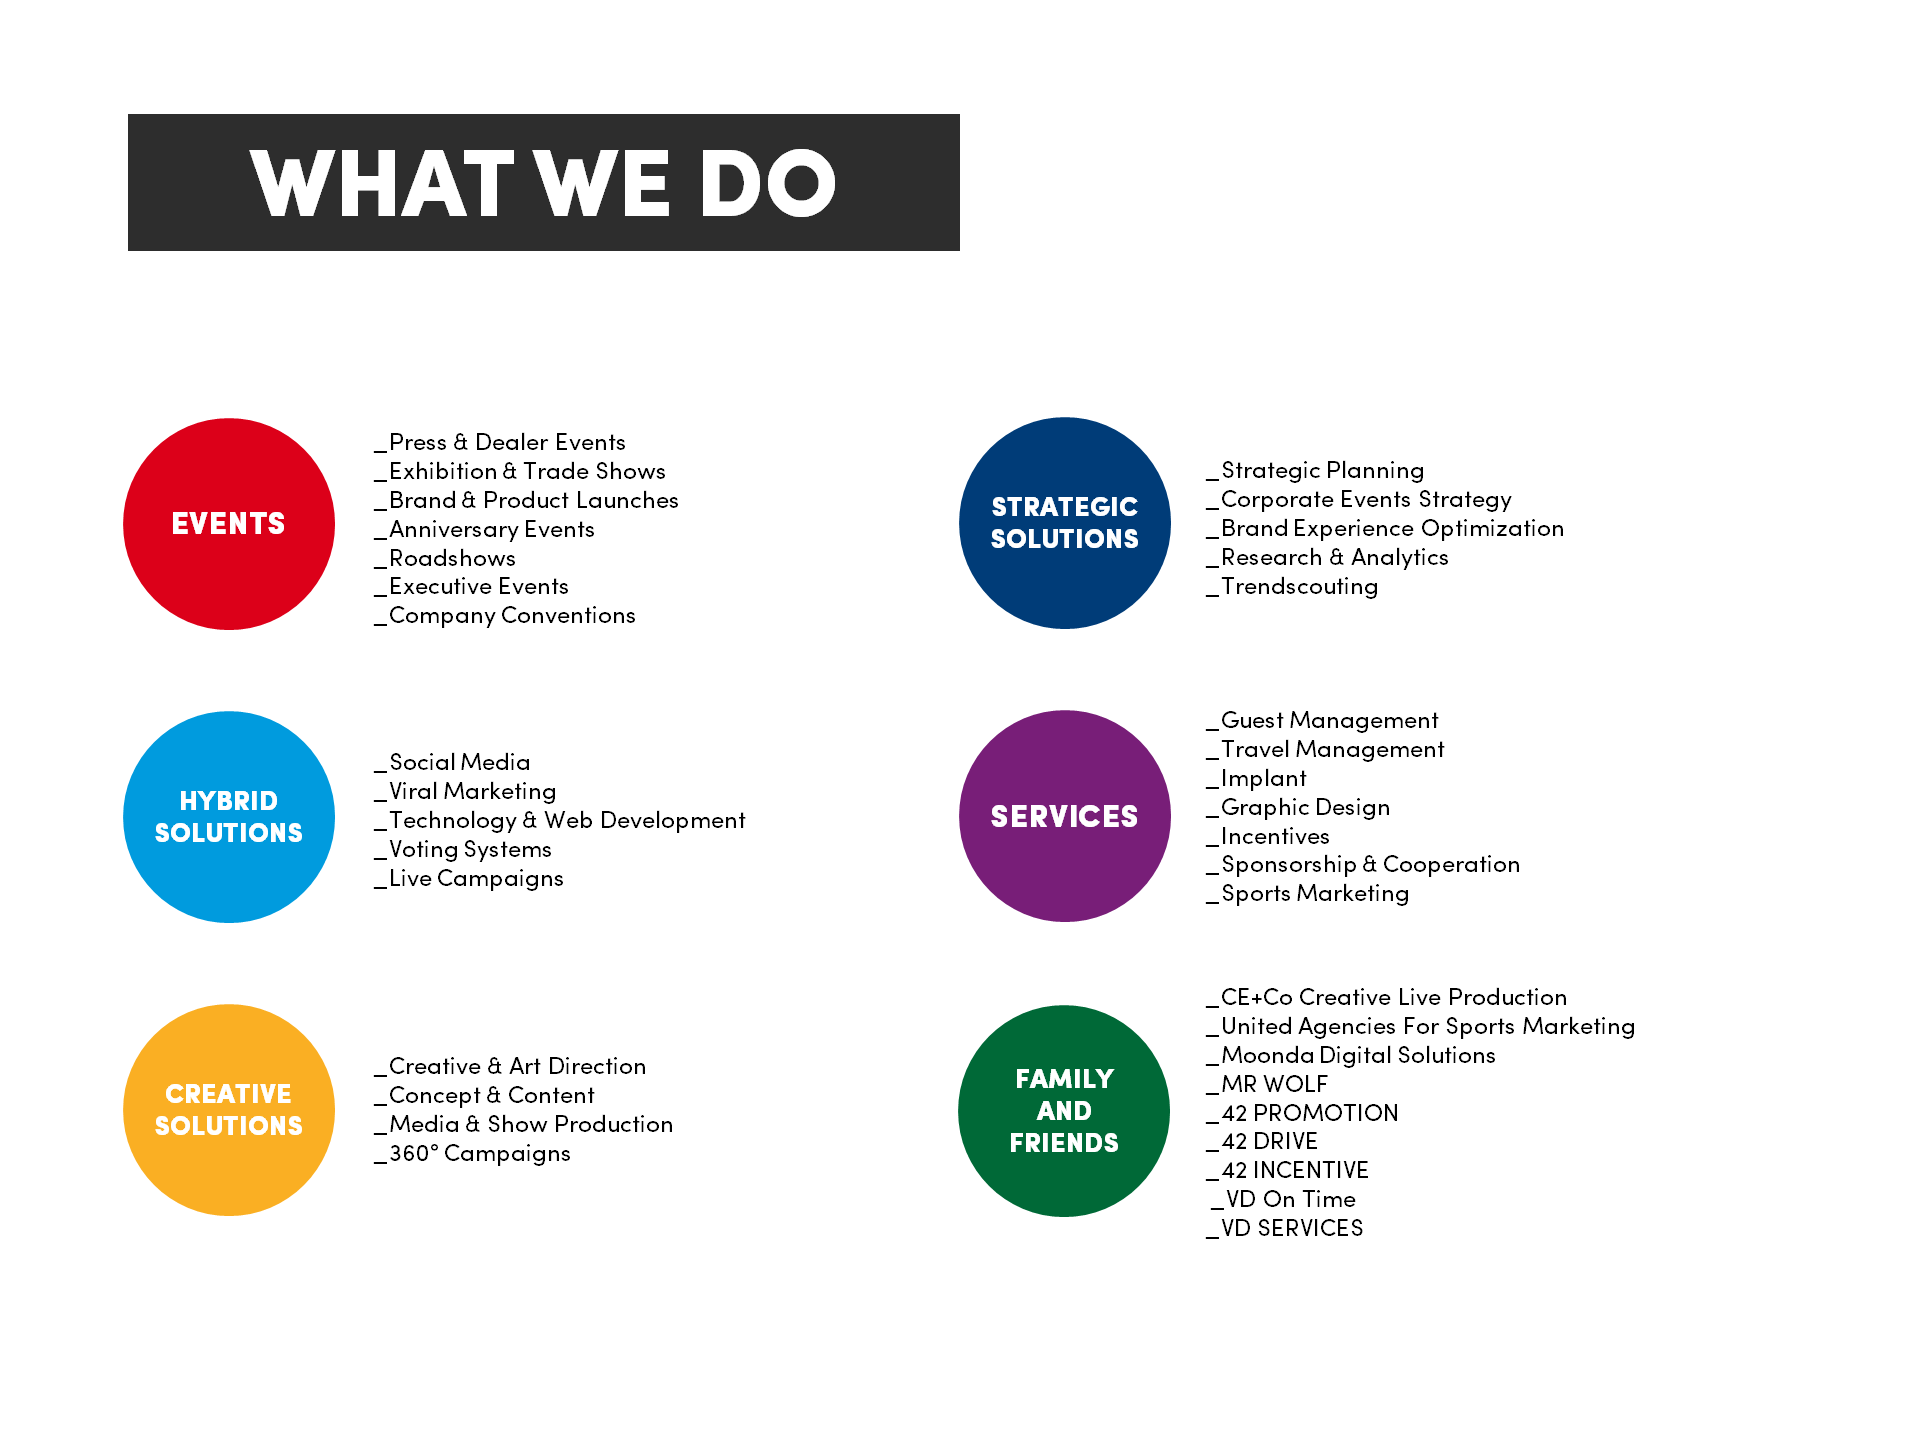 WHAT WE DO
EVENTS
_Press & Dealer Events
_Exhibition & Trade Shows
_Brand & Product Launches
_Anniversary Events
_Roadshows
_Executive Events
_Company Conventions
HYBRID
SOLUTIONS
_Social Media
_Viral Marketing
_Technology & Web Development
_Voting Systems
_Live Campaigns
CREATIVE
SOLUTIONS
_Creative & Art Direction
_Concept & Content
_Media & Show Production
_360° Campaigns
STRATEGIC
SOLUTIONS
_Strategic Planning
_Corporate Events Strategy
_Brand Experience Optimization
_Research & Analytics
_Trendscouting
SERVICES
_Guest Management
_Travel Management
_Implant
_Graphic Design
_Incentives
_Sponsorship & Cooperation
_Sports Marketing
FAMILY
AND
FRIENDS
_CE+Co Creative Live Production
_United Agencies For Sports Marketing
_Moonda Digital Solutions
_MR WOLF
_42 PROMOTION
_42 DRIVE
_42 INCENTIVE
_VD On Time
_VD SERVICES